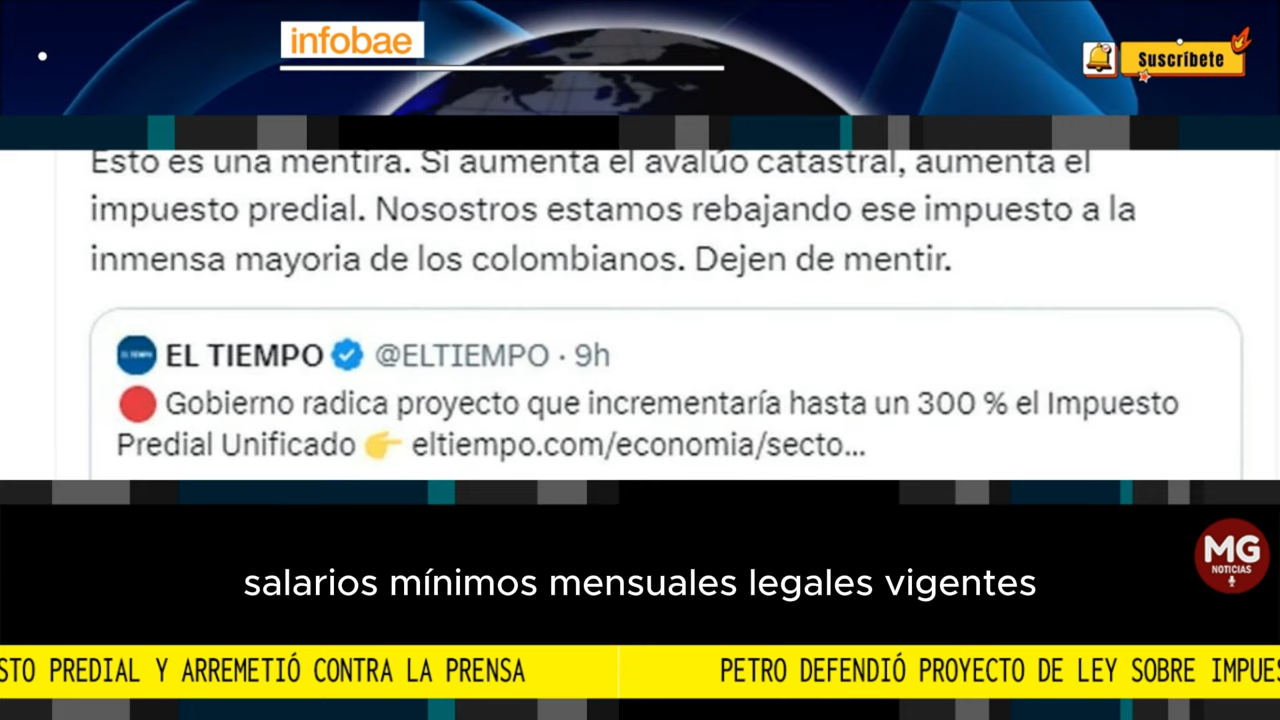 infobae
Suscríbete
Esto es una mentira. Si aumenta el avalúo catastral, aumenta el
impuesto predial. Nosostros estamos rebajando ese impuesto a la
inmensa mayoria de los colombianos. Dejen de mentir.
EL TIEMPO @ELTIEMPO · 9h
Gobierno radica proyecto que incrementaría hasta un 300 % el Impuesto
Predial Unificado 👉 eltiempo.com/economia/secto...
MG
NOTICIAS
salarios mínimos mensuales legales vigentes
STO PREDIAL Y ARREMETIÓ CONTRA LA PRENSA PETRO DEFENDIÓ PROYECTO DE LEY SOBRE IMPUES